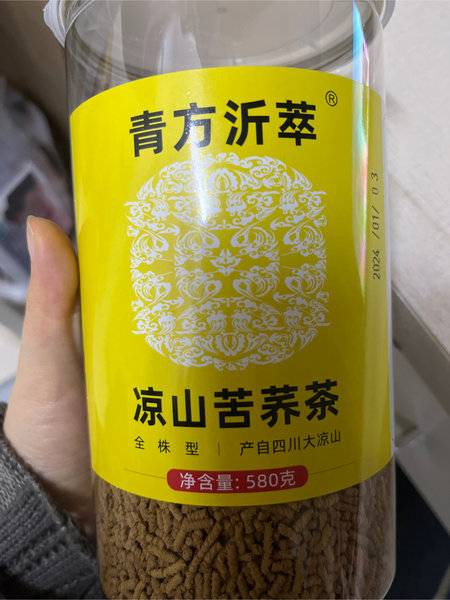 青方沂萃®
2024/01/03
凉山苦荞茶
全株型｜产自四川大凉山
净含量:580克